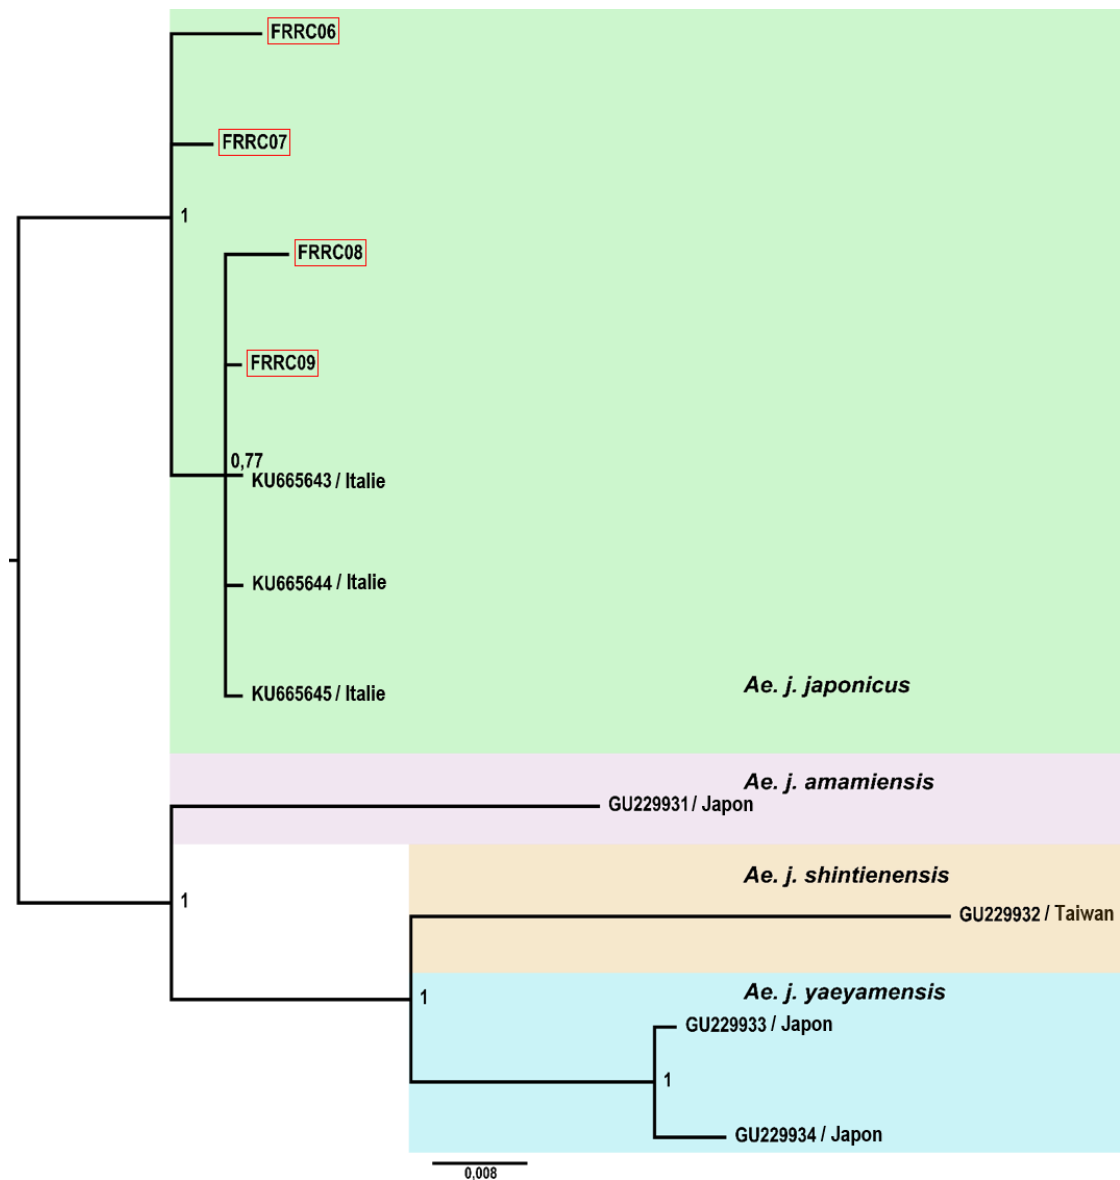 FRRC06
FRRC07
1
FRRC08
FRRC09
0,77
KU665643 / Italie
KU665644 / Italie
KU665645 / Italie
Ae. j. japonicus
Ae. j. amamiensis
GU229931 / Japon
Ae. j. shintienensis
1
GU229932 / Taiwan
Ae. j. yaeyamensis
1
GU229933 / Japon
1
GU229934 / Japon
0,008